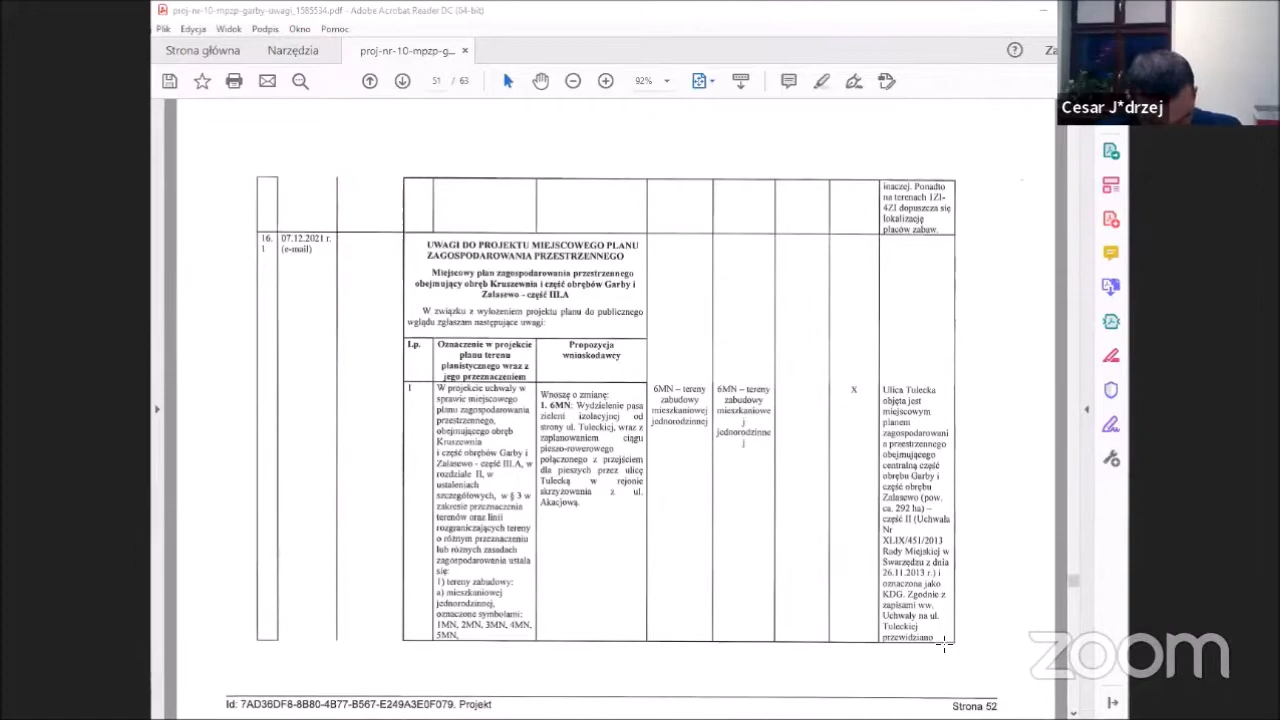 proj-nr-10-mpzp-garby-uwagi_1585534.pdf - Adobe Acrobat Reader DC (64-bit)
Plik Edycja Widok Podpis Okno Pomoc
Strona główna Narzędzia proj-nr-10-mpzp-g... × Za
51 / 63 92%
Cesar J*drzej
inaczej. Ponadto
na terenach 1ZI-
4ZI dopuszcza się
lokalizację
placów zabaw.
16.
1
07.12.2021 r.
(e-mail)
UWAGI DO PROJEKTU MIEJSCOWEGO PLANU
ZAGOSPODAROWANIA PRZESTRZENNEGO
Miejscowy plan zagospodarowania przestrzennego
obejmujący obręb Kruszewnia i część obrębów Garby i
Zalasewo - część III.A
W związku z wyłożeniem projektu planu do publicznego
wglądu zgłaszam następujące uwagi:
Lp.
Oznaczenie w projekcie
planu terenu
planistycznego wraz z
jego przeznaczeniem
Propozycja
wnioskodawcy
1
W projekcie uchwały w
sprawie miejscowego
planu zagospodarowania
przestrzennego,
obejmującego obręb
Kruszewnia
i część obrębów Garby i
Zalasewo - część III.A, w
rozdziale II, w
ustaleniach
szczegółowych, w § 3 w
zakresie przeznaczenia
terenów oraz linii
rozgraniczających tereny
o różnym przeznaczeniu
lub różnych zasadach
zagospodarowania ustala
się:
1) tereny zabudowy:
a) mieszkaniowej
jednorodzinnej,
oznaczone symbolami:
1MN, 2MN, 3MN, 4MN,
5MN,
Wnoszę o zmianę:
1. 6MN: Wydzielenie pasa
zieleni izolacyjnej od
strony ul. Tuleckiej, wraz z
zaplanowaniem ciągu
pieszo-rowerowego
połączonego z przejściem
dla pieszych przez ulicę
Tulecką w rejonie
skrzyżowania z ul.
Akacjową.
6MN – tereny
zabudowy
mieszkaniowej
jednorodzinnej
6MN – tereny
zabudowy
mieszkaniowe
j
jednorodzinne
j
X
Ulica Tulecka
objęta jest
miejscowym
planem
zagospodarowani
a przestrzennego
obejmującego
centralną część
obrębu Garby i
część obrębu
Zalasewo (pow.
ca. 292 ha) –
część II (Uchwała
Nr
XLIX/451/2013
Rady Miejskiej w
Swarzędzu z dnia
26.11.2013 r.) i
oznaczona jako
KDG. Zgodnie z
zapisami ww.
Uchwały na ul.
Tuleckiej
przewidziano
Id: 7AD36DF8-8B80-4B77-B567-E249A3E0F079. Projekt
Strona 52
zoom